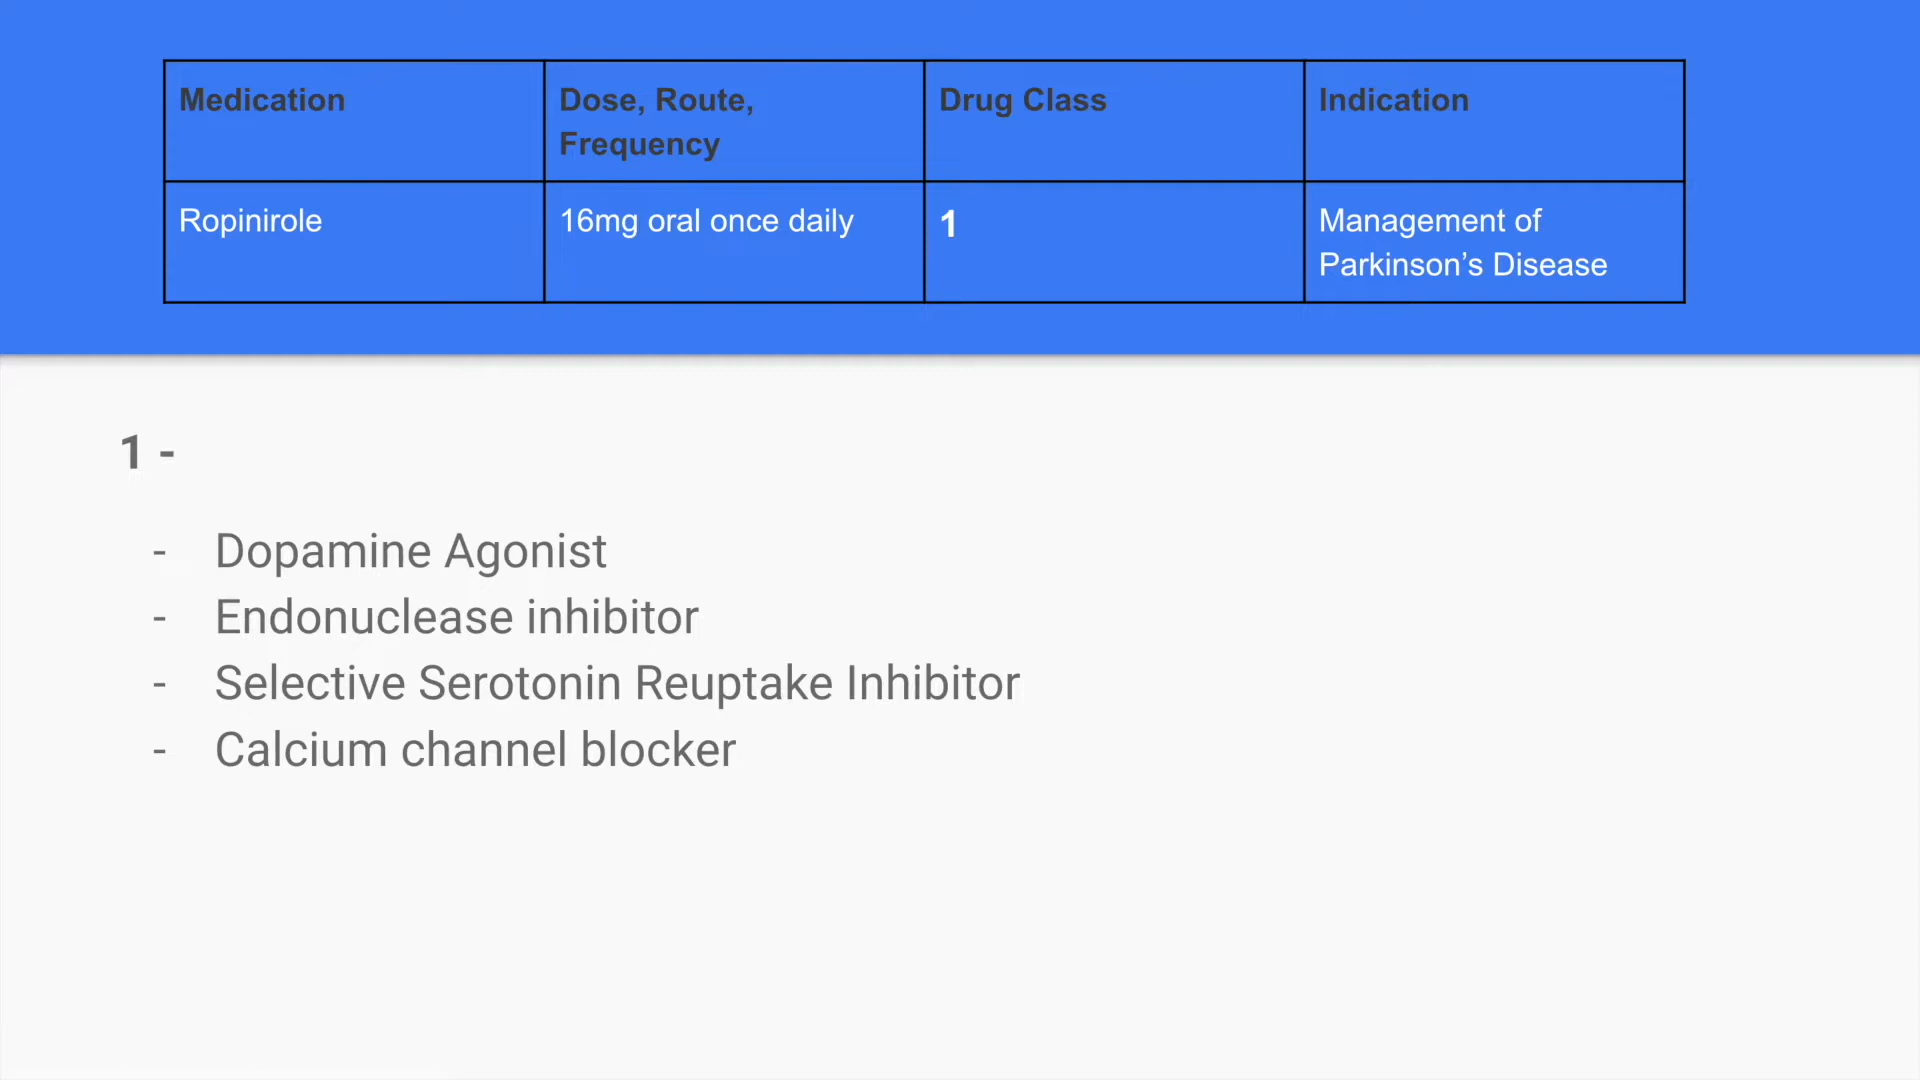 Medication
Dose, Route,
Frequency
Drug Class
Indication
Ropinirole
16mg oral once daily
1
Management of
Parkinson’s Disease
1 -
- Dopamine Agonist
- Endonuclease inhibitor
- Selective Serotonin Reuptake Inhibitor
- Calcium channel blocker